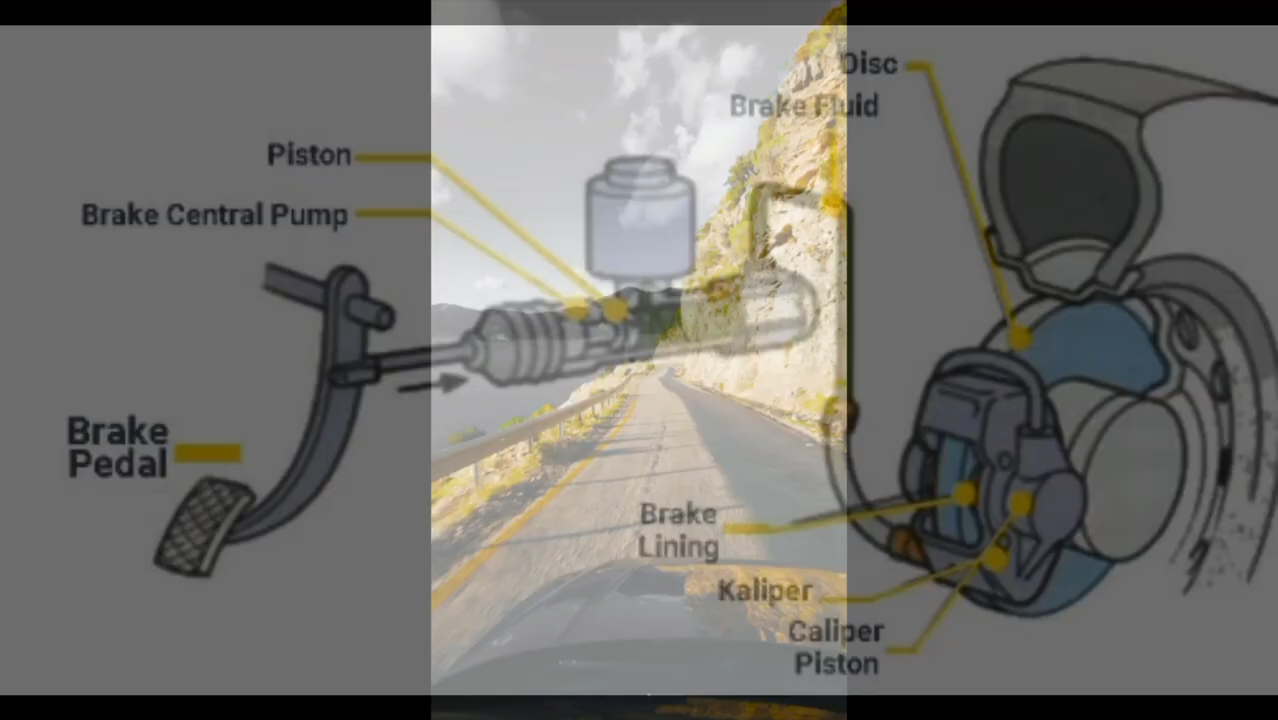 Disc
Brake Fluid
Piston
Brake Central Pump
Brake
Pedal
Brake
Lining
Kaliper
Caliper
Piston